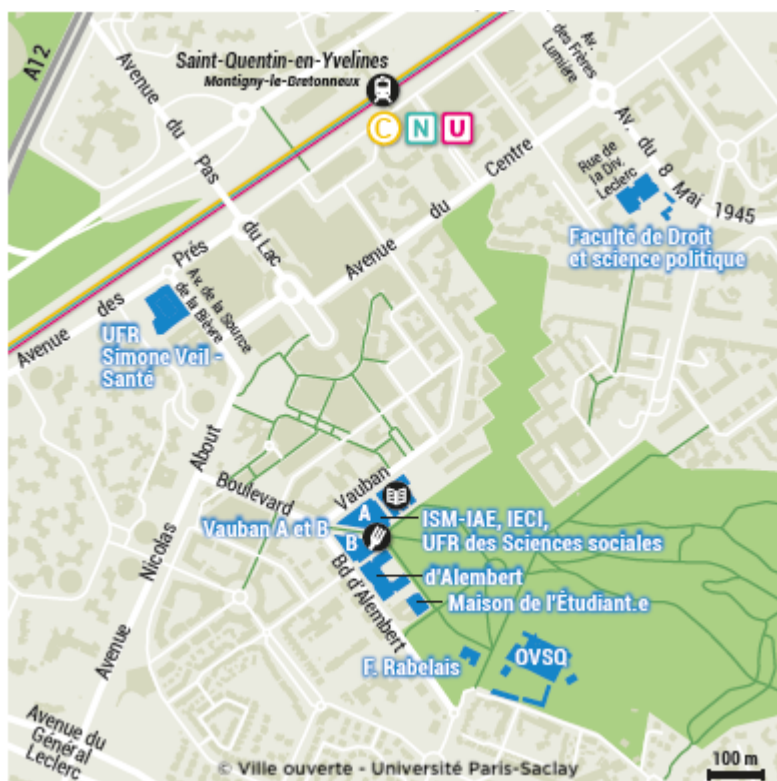 A12
Saint-Quentin-en-Yvelines
Montigny-le-Bretonneux
C N U
Av.
des Frères
Lumière
Av. du 8 Mai 1945
Rue de
la Div.
Leclerc
Faculté de Droit
et science politique
Avenue du Pas du Lac
Avenue du Centre
Avenue des Prés
Av. de la Source
de la Bièvre
UFR
Simone Veil -
Santé
Avenue Nicolas About
Boulevard Vauban
Vauban A et B
A
B
ISM-IAE, IECI,
UFR des Sciences sociales
d'Alembert
Maison de l'Étudiant.e
Bd d'Alembert
F. Rabelais
OVSQ
Avenue du
Général
Leclerc
© Ville ouverte - Université Paris-Saclay
100 m